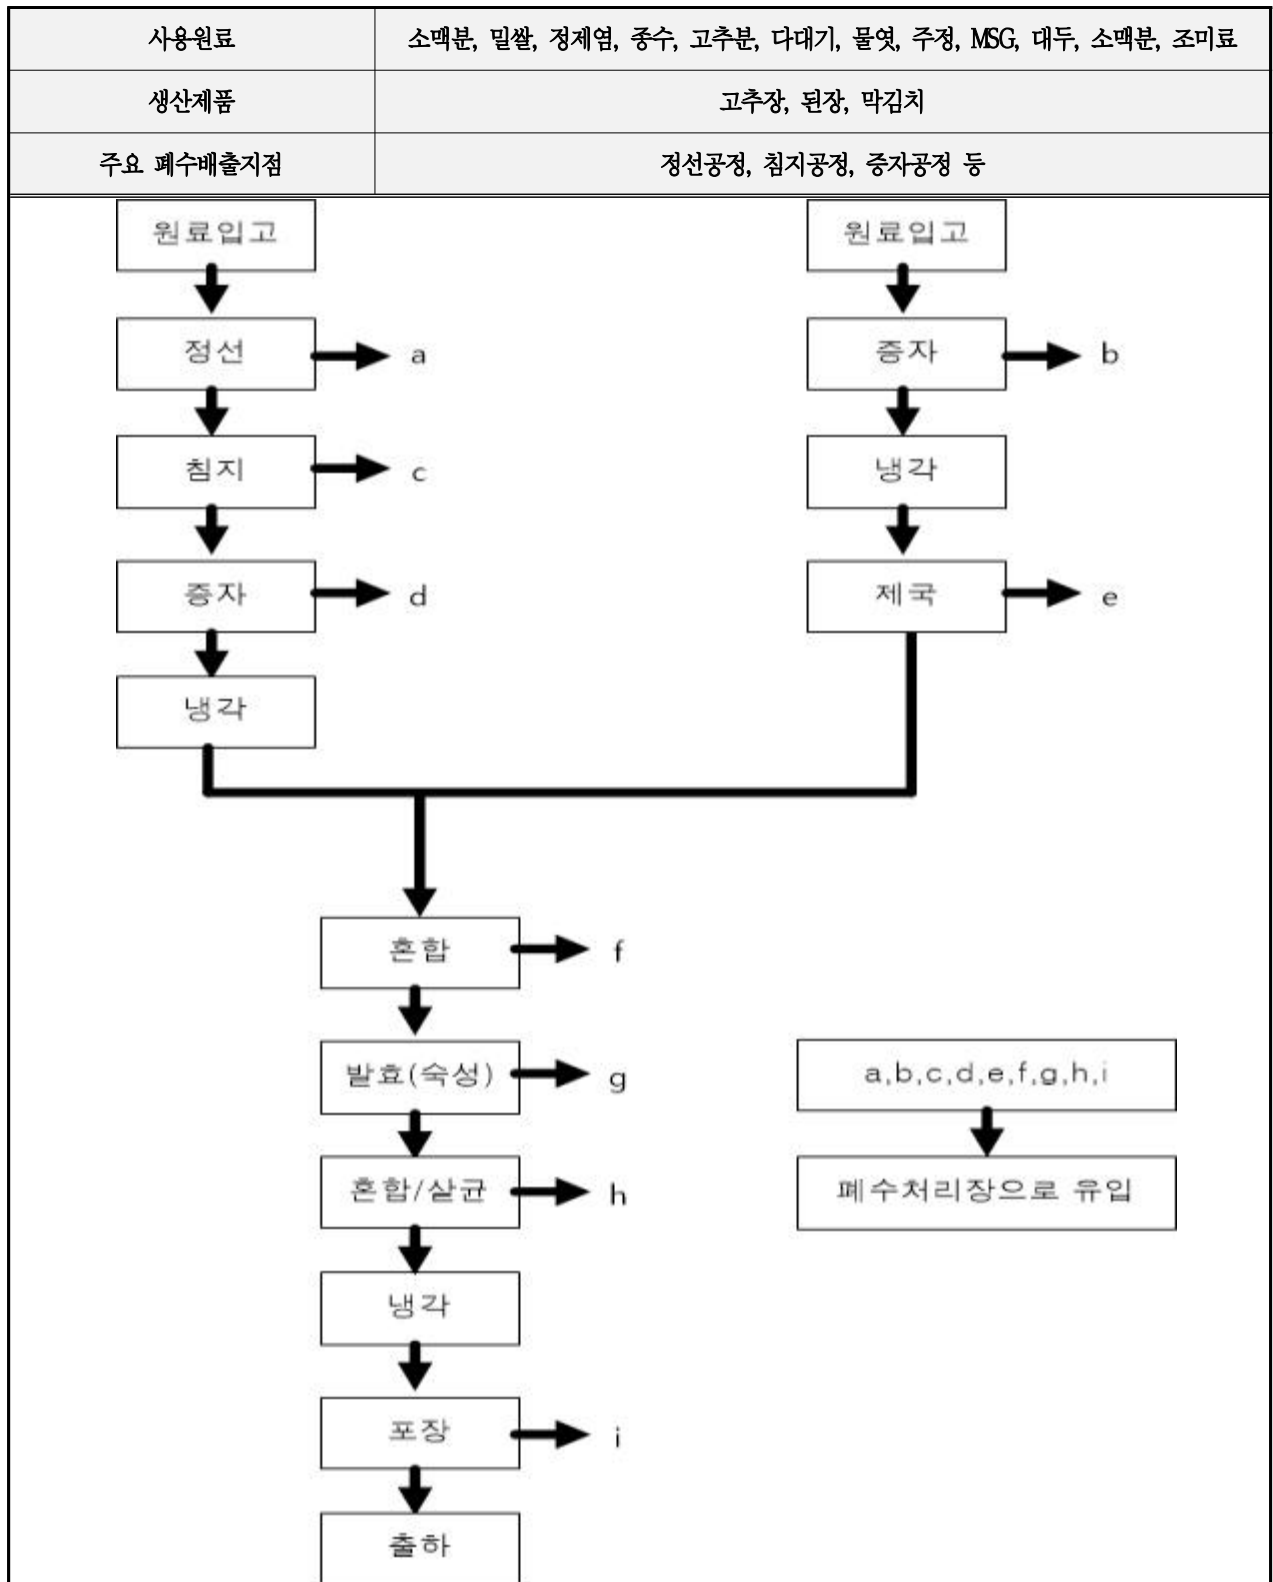 사용원료 소맥분, 밀쌀, 정제염, 종수, 고추분, 다대기, 물엿, 주정, MSG, 대두, 소맥분, 조미료
생산제품 고추장, 된장, 막김치
주요 폐수배출지점 정선공정, 침지공정, 증자공정 등
원료입고
정선 a
침지 c
증자 d
냉각
원료입고
증자 b
냉각
제국 e
혼합 f
발효(숙성) g
혼합/살균 h
냉각
포장 i
출하
a,b,c,d,e,f,g,h,i
폐수처리장으로 유입